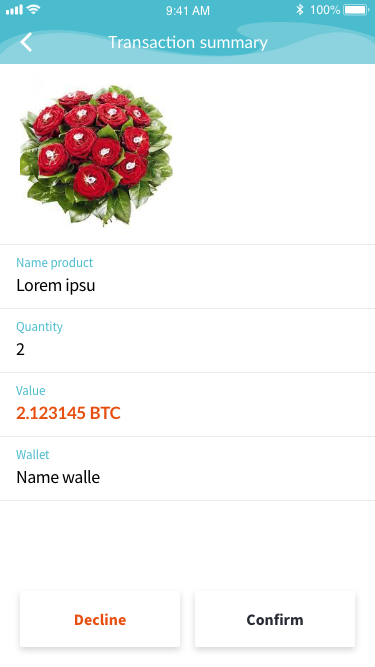 9:41 AM 100%
Transaction summary
Name product
Lorem ipsu
Quantity
2
Value
2.123145 BTC
Wallet
Name walle
Decline Confirm